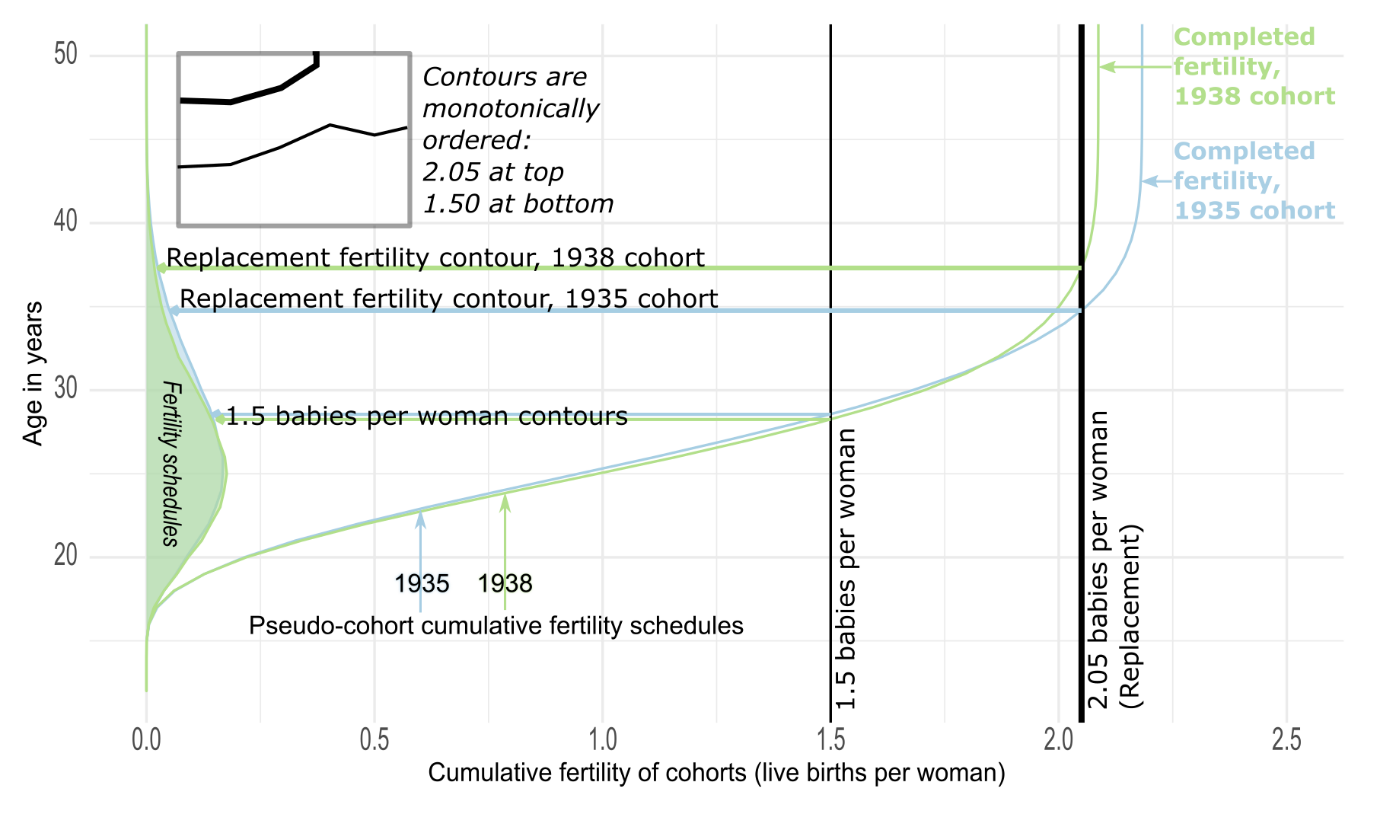 Completed
fertility,
1938 cohort
Completed
fertility,
1935 cohort
Contours are
monotonically
ordered:
2.05 at top
1.50 at bottom
50
40
30
20
Age in years
Replacement fertility contour, 1938 cohort
Replacement fertility contour, 1935 cohort
1.5 babies per woman contours
Fertility schedules
1935
1938
Pseudo-cohort cumulative fertility schedules
1.5 babies per woman
2.05 babies per woman
(Replacement)
0.0
0.5
1.0
1.5
2.0
2.5
Cumulative fertility of cohorts (live births per woman)